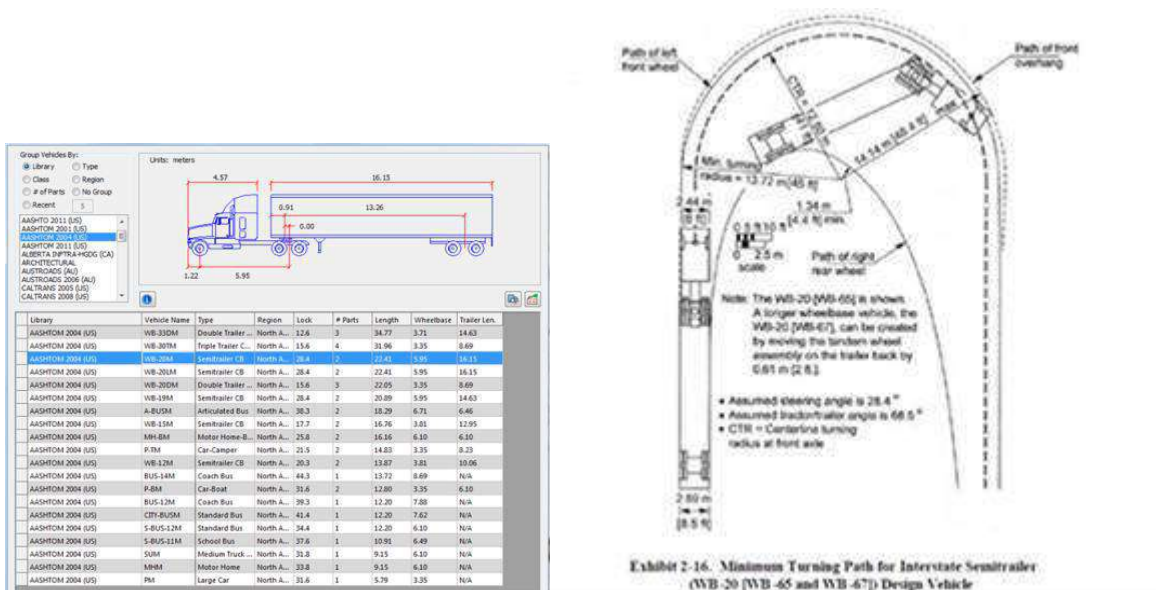 Group Vehicles By:
Library
Type
Class
Region
# of Parts
No Group
Recent
5
AASHTO 2011 (US)
AASHTOM 2001 (US)
AASHTOM 2004 (US)
AASHTOM 2011 (US)
ALBERTA INFTRA-HGDG (CA)
ARCHITECTURAL
AUSTROADS (AU)
AUSTROADS 2006 (AU)
CALTRANS 2005 (US)
CALTRANS 2008 (US)
Units: meters
4.57
16.15
0.91
13.26
0.00
1.22
5.95
Library Vehicle Name Type Region Lock # Parts Length Wheelbase Trailer Len.
AASHTOM 2004 (US) WB-33DM Double Trailer ... North A... 12.6 3 34.77 3.71 14.63
AASHTOM 2004 (US) WB-30TM Triple Trailer C... North A... 15.6 4 31.96 3.35 8.69
AASHTOM 2004 (US) WB-20M Semitrailer CB North A... 28.4 2 22.41 5.95 16.15
AASHTOM 2004 (US) WB-20LM Semitrailer CB North A... 28.4 2 22.41 5.95 16.15
AASHTOM 2004 (US) WB-20DM Double Trailer ... North A... 15.6 3 22.05 3.35 8.69
AASHTOM 2004 (US) WB-19M Semitrailer CB North A... 28.4 2 20.89 5.95 14.63
AASHTOM 2004 (US) A-BUSM Articulated Bus North A... 38.3 2 18.29 6.71 6.46
AASHTOM 2004 (US) WB-15M Semitrailer CB North A... 17.7 2 16.76 3.81 12.95
AASHTOM 2004 (US) MH-BM Motor Home-B... North A... 25.8 2 16.16 6.10 6.10
AASHTOM 2004 (US) P-TM Car-Camper North A... 21.5 2 14.83 3.35 8.23
AASHTOM 2004 (US) WB-12M Semitrailer CB North A... 20.3 2 13.87 3.81 10.06
AASHTOM 2004 (US) BUS-14M Coach Bus North A... 44.3 1 13.72 8.69 N/A
AASHTOM 2004 (US) P-BM Car-Boat North A... 31.6 2 12.80 3.35 6.10
AASHTOM 2004 (US) BUS-12M Coach Bus North A... 39.3 1 12.20 7.88 N/A
AASHTOM 2004 (US) CITY-BUSM Standard Bus North A... 41.4 1 12.20 7.62 N/A
AASHTOM 2004 (US) S-BUS-12M Standard Bus North A... 34.4 1 12.20 6.10 N/A
AASHTOM 2004 (US) S-BUS-11M School Bus North A... 37.6 1 10.91 6.49 N/A
AASHTOM 2004 (US) SUM Medium Truck ... North A... 31.8 1 9.15 6.10 N/A
AASHTOM 2004 (US) MHM Motor Home North A... 33.8 1 9.15 6.10 N/A
AASHTOM 2004 (US) PM Large Car North A... 31.6 1 5.79 3.35 N/A
Path of left
front wheel
Path of front
overhang
14.14 m [46.4 ft] max.
Min. turning
radius = 13.72 m[45 ft]
2.44 m
[8 ft]
1.34 m
[4.4 ft] min.
0 2.5 m
scale
Path of right
rear wheel
Note: The WB-20 [WB-65] is shown.
A longer wheelbase vehicle, the
WB-20 [WB-67], can be created
by moving the tandem wheel
assembly on the trailer back by
0.61 m [2 ft.].
• Assumed steering angle is 28.4°
• Assumed tractor/trailer angle is 68.5°
• CTR = Centerline turning
radius at front axle
2.59 m
[8.5 ft]
Exhibit 2-16. Minimum Turning Path for Interstate Semitrailer
(WB-20 [WB-65 and WB-67]) Design Vehicle